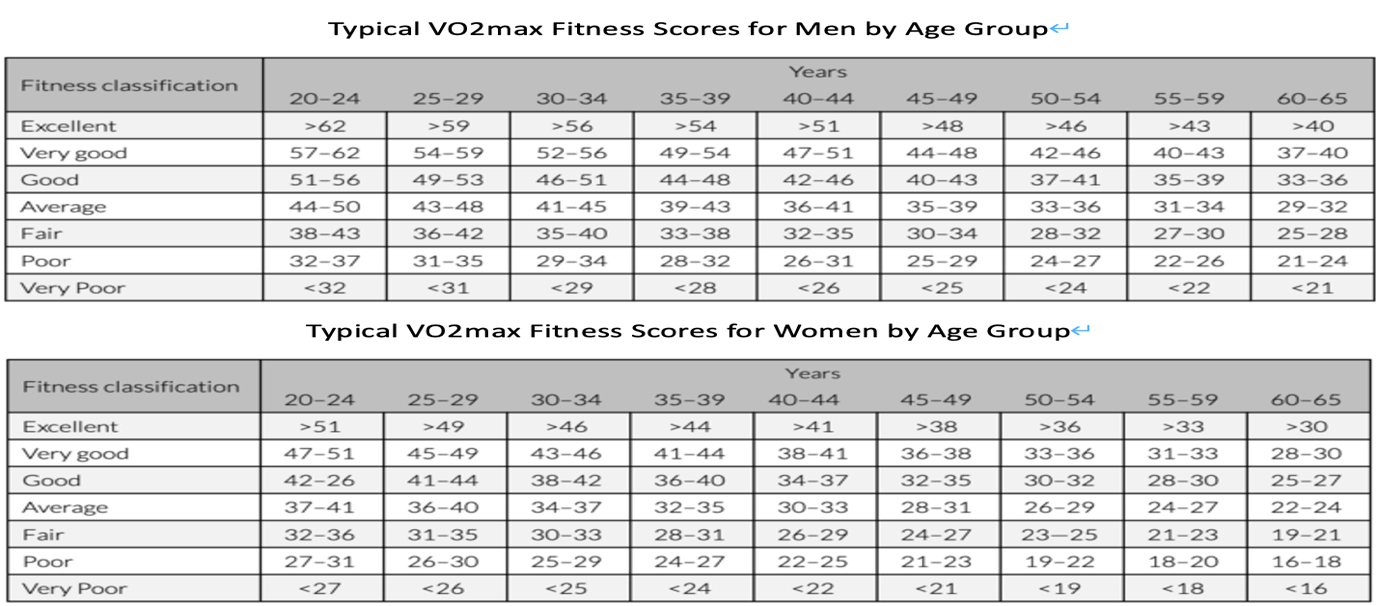 Typical VO2max Fitness Scores for Men by Age Group↵
Fitness classification Years
20–24 25–29 30–34 35–39 40–44 45–49 50–54 55–59 60–65
Excellent >62 >59 >56 >54 >51 >48 >46 >43 >40
Very good 57–62 54–59 52–56 49–54 47–51 44–48 42–46 40–43 37–40
Good 51–56 49–53 46–51 44–48 42–46 40–43 37–41 35–39 33–36
Average 44–50 43–48 41–45 39–43 36–41 35–39 33–36 31–34 29–32
Fair 38–43 36–42 35–40 33–38 32–35 30–34 28–32 27–30 25–28
Poor 32–37 31–35 29–34 28–32 26–31 25–29 24–27 22–26 21–24
Very Poor <32 <31 <29 <28 <26 <25 <24 <22 <21
Typical VO2max Fitness Scores for Women by Age Group↵
Fitness classification Years
20–24 25–29 30–34 35–39 40–44 45–49 50–54 55–59 60–65
Excellent >51 >49 >46 >44 >41 >38 >36 >33 >30
Very good 47–51 45–49 43–46 41–44 38–41 36–38 33–36 31–33 28–30
Good 42–26 41–44 38–42 36–40 34–37 32–35 30–32 28–30 25–27
Average 37–41 36–40 34–37 32–35 30–33 28–31 26–29 24–27 22–24
Fair 32–36 31–35 30–33 28–31 26–29 24–27 23—25 21–23 19–21
Poor 27–31 26–30 25–29 24–27 22–25 21–23 19–22 18–20 16–18
Very Poor <27 <26 <25 <24 <22 <21 <19 <18 <16